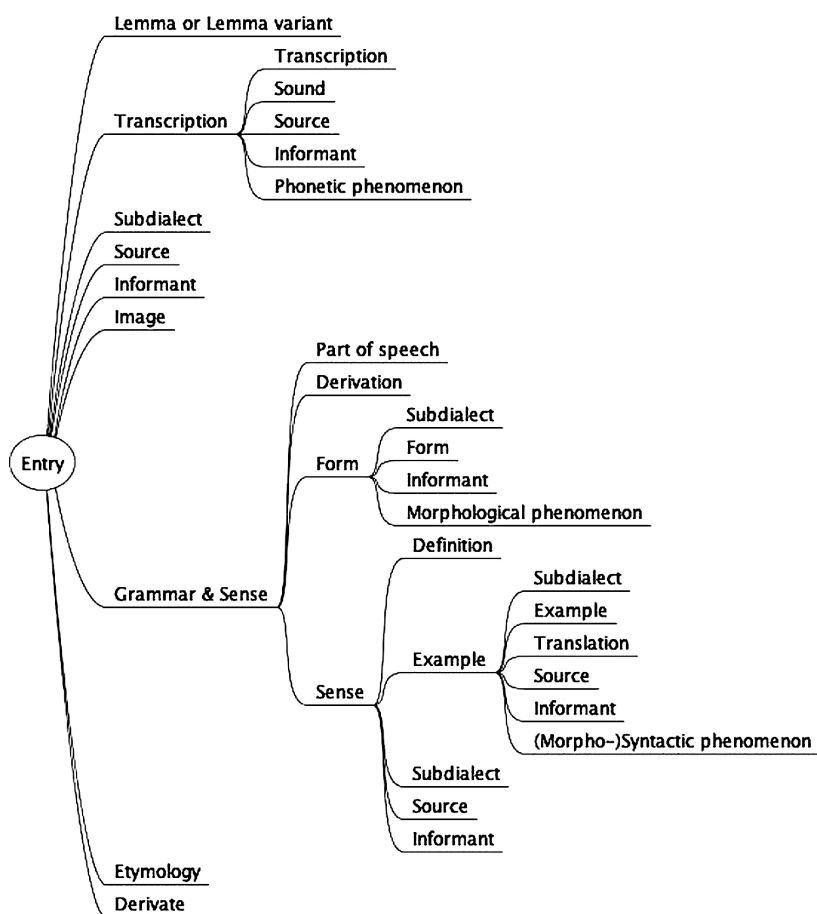 Lemma or Lemma variant
Transcription
Transcription
Sound
Source
Informant
Phonetic phenomenon
Subdialect
Source
Informant
Image
Entry
Grammar & Sense
Part of speech
Derivation
Form
Subdialect
Form
Informant
Morphological phenomenon
Sense
Definition
Example
Subdialect
Example
Translation
Source
Informant
(Morpho-)Syntactic phenomenon
Subdialect
Source
Informant
Etymology
Derivate